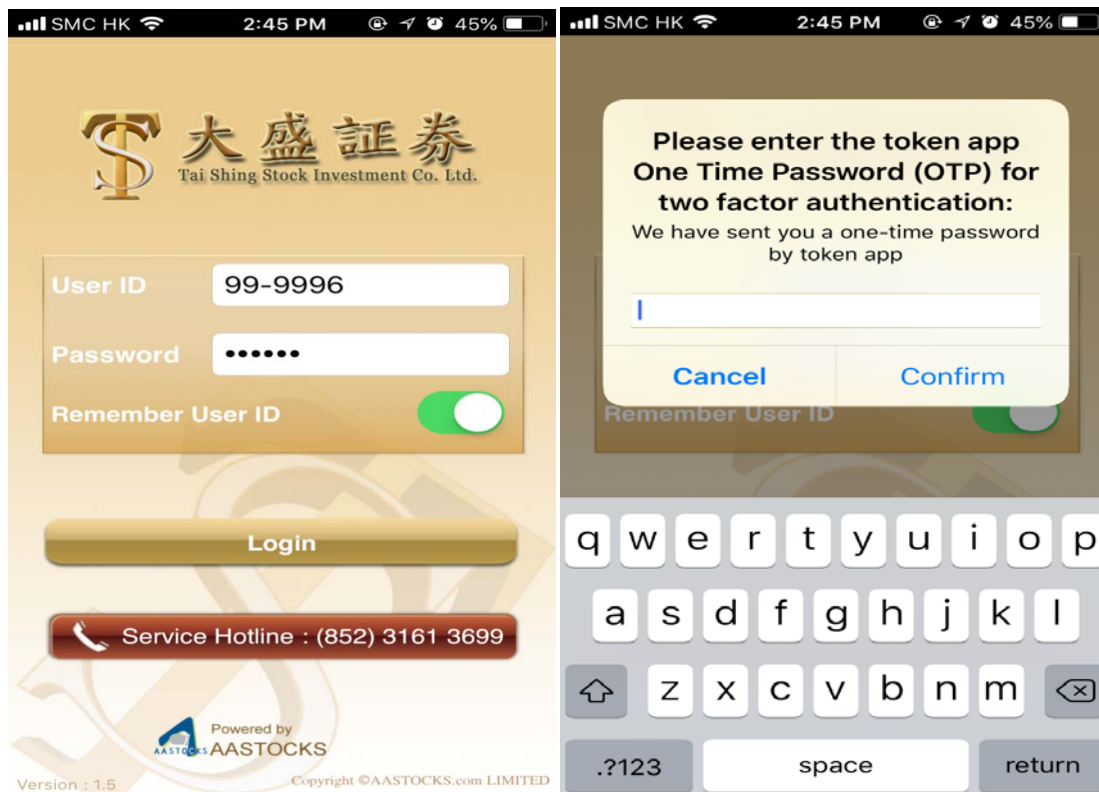 SMC HK 2:45 PM 45%
大盛証券
Tai Shing Stock Investment Co. Ltd.
User ID 99-9996
Password ••••••
Remember User ID
Login
Service Hotline : (852) 3161 3699
Powered by
AASTOCKS AASTOCKS
Version : 1.5 Copyright ©AASTOCKS.com LIMITED
SMC HK 2:45 PM 45%
Please enter the token app
One Time Password (OTP) for
two factor authentication:
We have sent you a one-time password
by token app
Cancel Confirm
Remember User ID
q w e r t y u i o p
a s d f g h j k l
z x c v b n m
.?123 space return